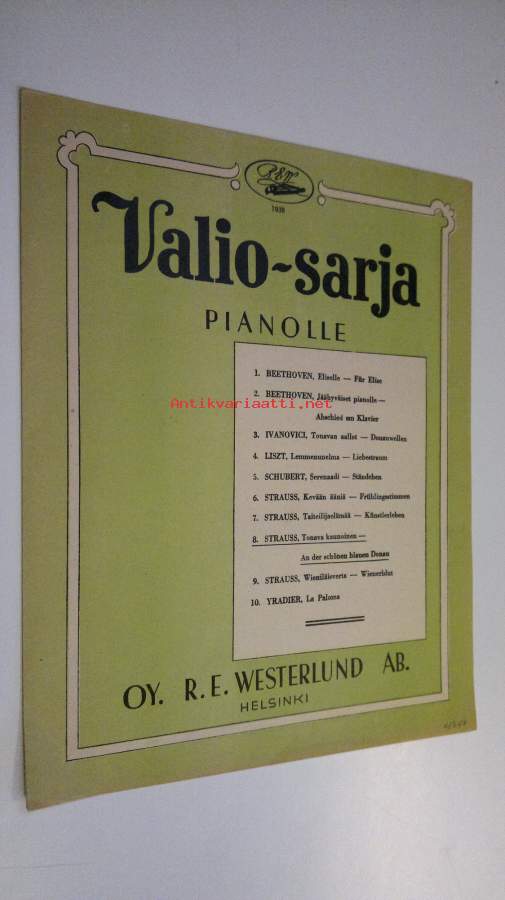 REW
1938
Valio-sarja
PIANOLLE
1. BEETHOVEN, Eliselle — Für Elise
2. BEETHOVEN, Jäähyväiset pianolle —
Abschied am Klavier
3. IVANOVICI, Tonavan aallot — Donauwellen
4. LISZT, Lemmenunelma — Liebestraum
5. SCHUBERT, Serenaadi — Ständchen
6. STRAUSS, Kevään ääniä — Frühlingsstimmen
7. STRAUSS, Taiteilijaelämää — Künstlerleben
8. STRAUSS, Tonava kaunoinen —
An der schönen blauen Donau
9. STRAUSS, Wieniläisverta — Wienerblut
10. YRADIER, La Paloma
OY. R. E. WESTERLUND AB.
HELSINKI
Antikvariaatti.net